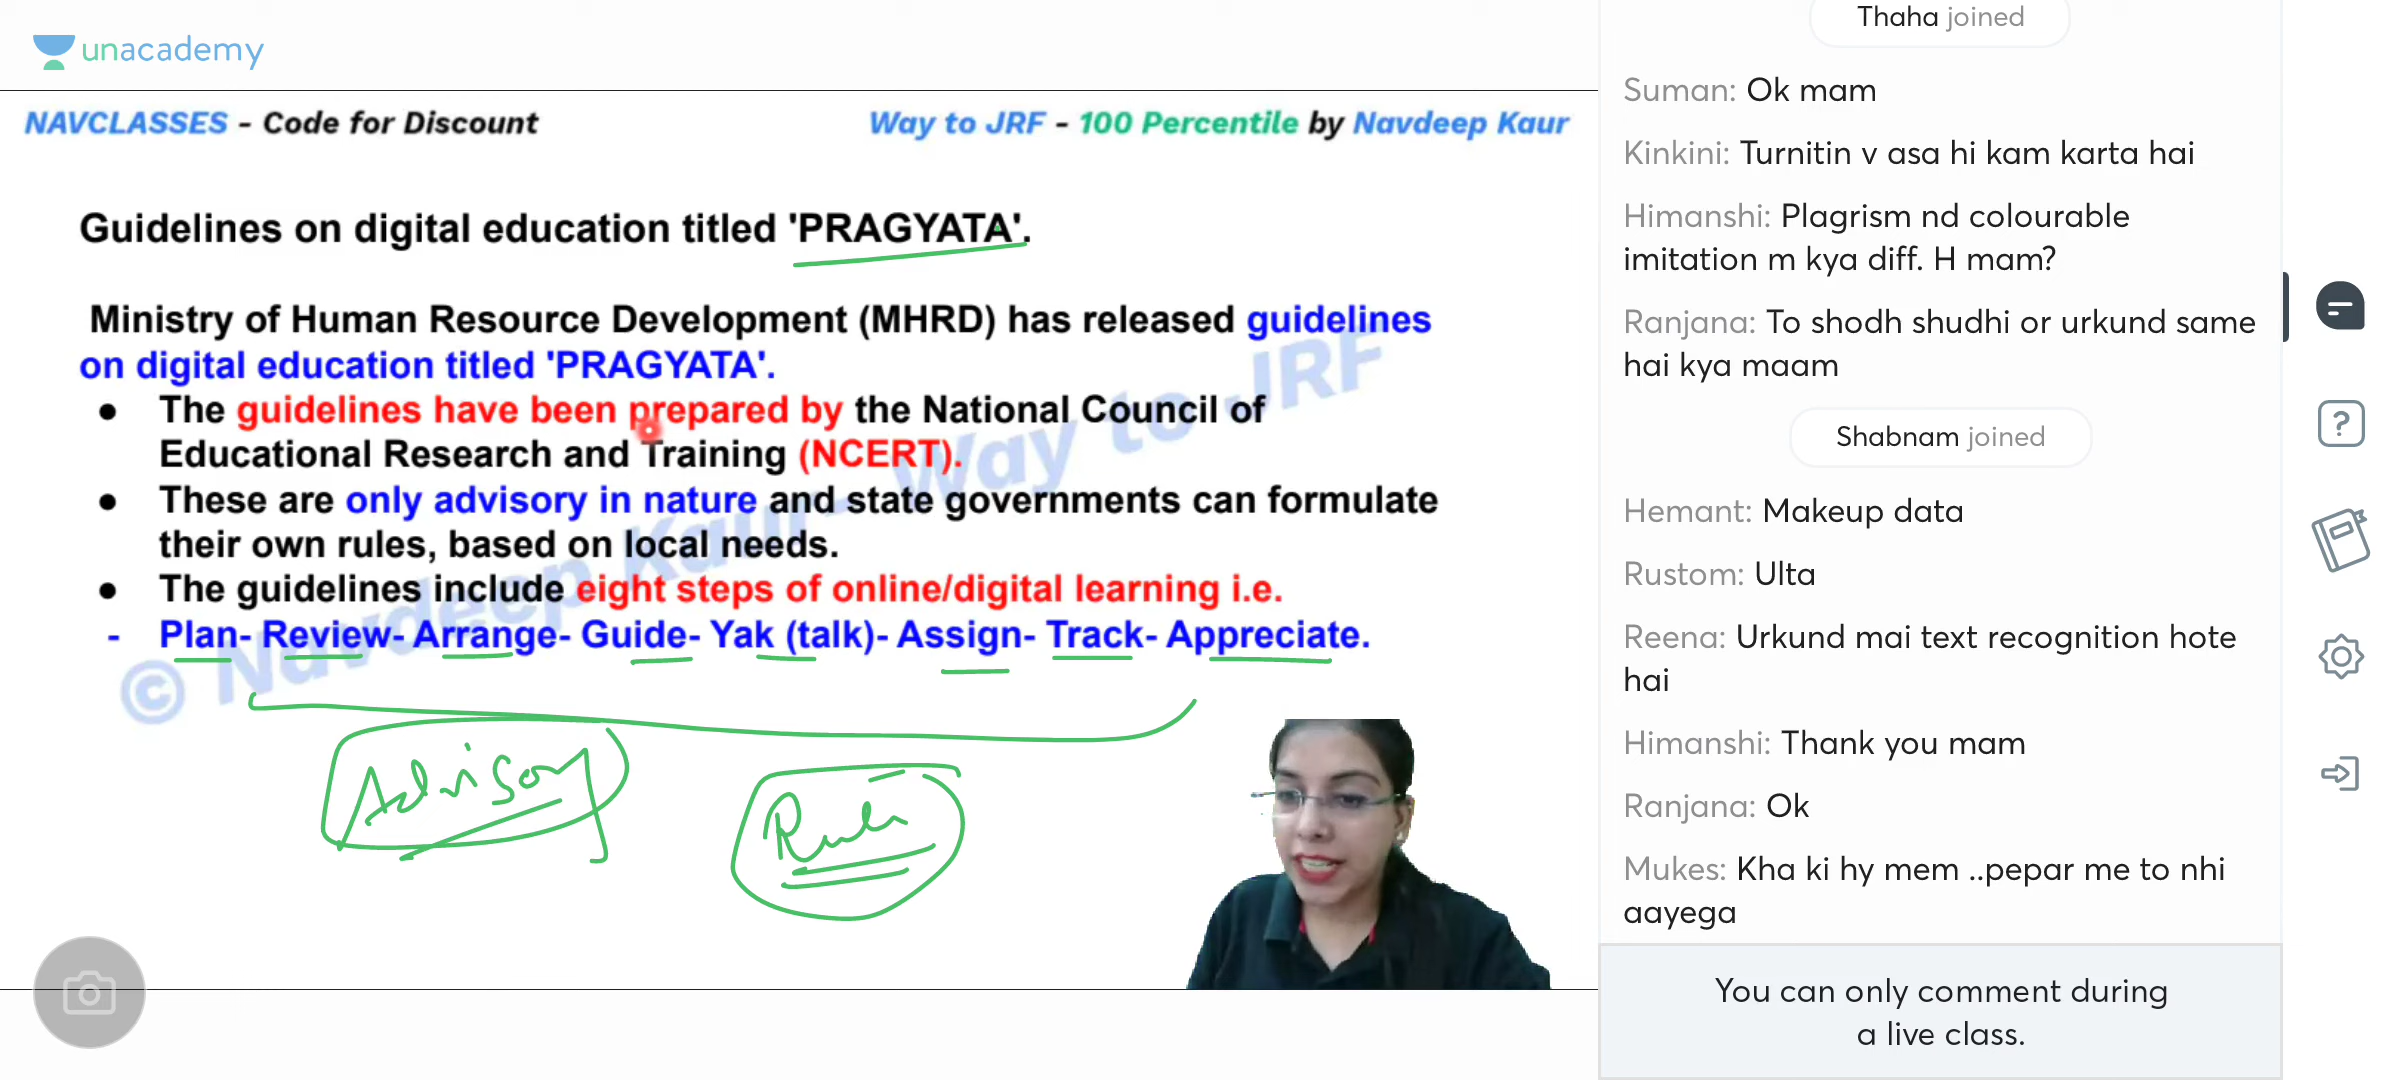 unacademy
NAVCLASSES - Code for Discount
Way to JRF - 100 Percentile by Navdeep Kaur
Guidelines on digital education titled 'PRAGYATA'.
Ministry of Human Resource Development (MHRD) has released guidelines
on digital education titled 'PRAGYATA'.
● The guidelines have been prepared by the National Council of
Educational Research and Training (NCERT).
● These are only advisory in nature and state governments can formulate
their own rules, based on local needs.
● The guidelines include eight steps of online/digital learning i.e.
- Plan- Review- Arrange- Guide- Yak (talk)- Assign- Track- Appreciate.
© Navdeep Kaur- Way to JRF
Advisory
Thaha joined
Suman: Ok mam
Kinkini: Turnitin v asa hi kam karta hai
Himanshi: Plagrism nd colourable
imitation m kya diff. H mam?
Ranjana: To shodh shudhi or urkund same
hai kya maam
Shabnam joined
Hemant: Makeup data
Rustom: Ulta
Reena: Urkund mai text recognition hote
hai
Himanshi: Thank you mam
Ranjana: Ok
Mukes: Kha ki hy mem ..pepar me to nhi
aayega
You can only comment during
a live class.